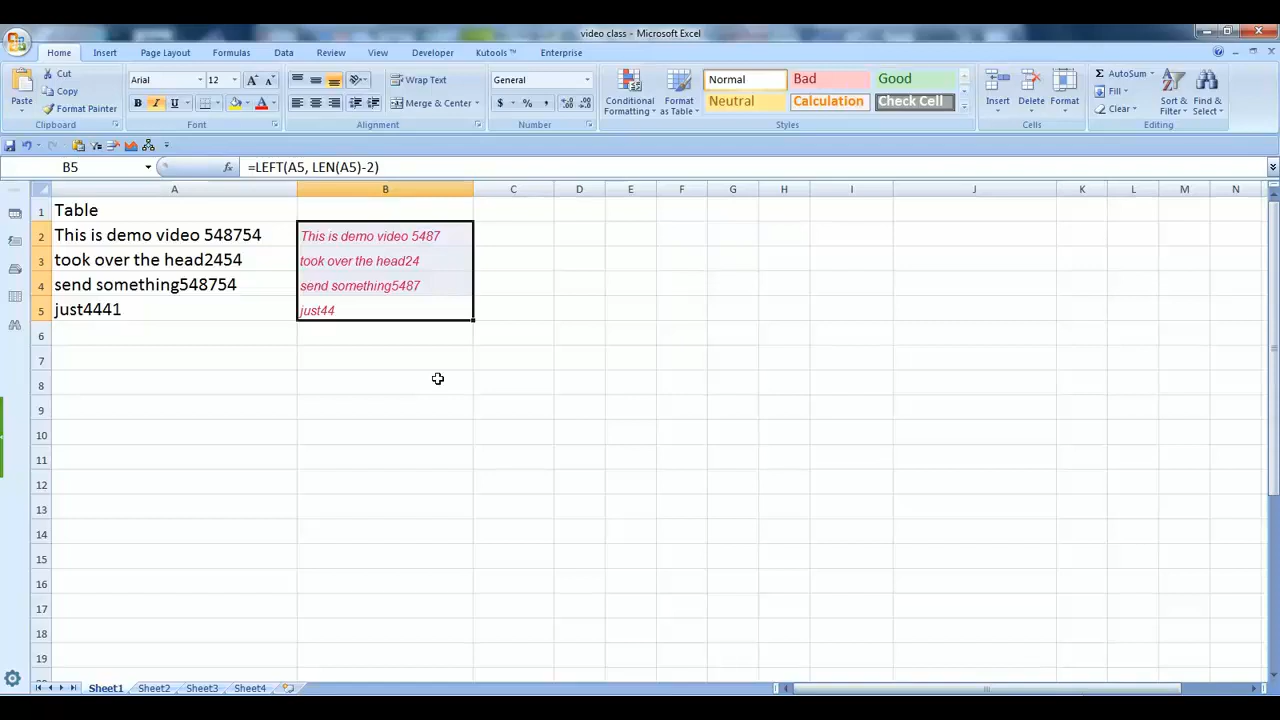 video class - Microsoft Excel
Home Insert Page Layout Formulas Data Review View Developer Kutools ™ Enterprise
Paste
Cut
Copy
Format Painter
Clipboard
Arial 12
B I U
Font
Wrap Text
Merge & Center
Alignment
General
$ % ,
Number
Conditional Formatting
Format as Table
Normal Bad Good
Neutral Calculation Check Cell
Styles
Insert Delete Format
Cells
Σ AutoSum
Fill
Clear
Sort & Filter
Find & Select
Editing
B5 fx =LEFT(A5, LEN(A5)-2)
A B C D E F G H I J K L M N
1 Table
2 This is demo video 548754 This is demo video 5487
3 took over the head2454 took over the head24
4 send something548754 send something5487
5 just4441 just44
6
7
8
9
10
11
12
13
14
15
16
17
18
19
Sheet1 Sheet2 Sheet3 Sheet4